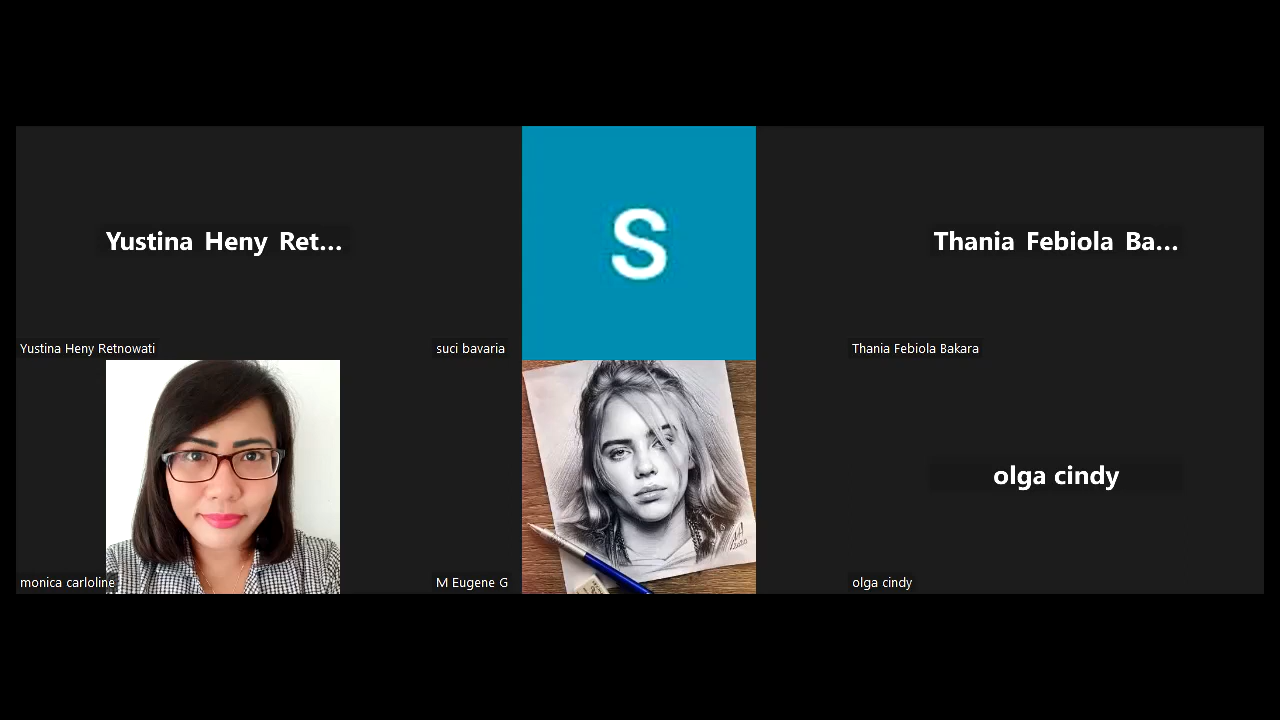 Yustina Heny Ret...
S
Thania Febiola Ba...
Yustina Heny Retnowati
suci bavaria
Thania Febiola Bakara
olga cindy
2020
monica carloline
M Eugene G
olga cindy